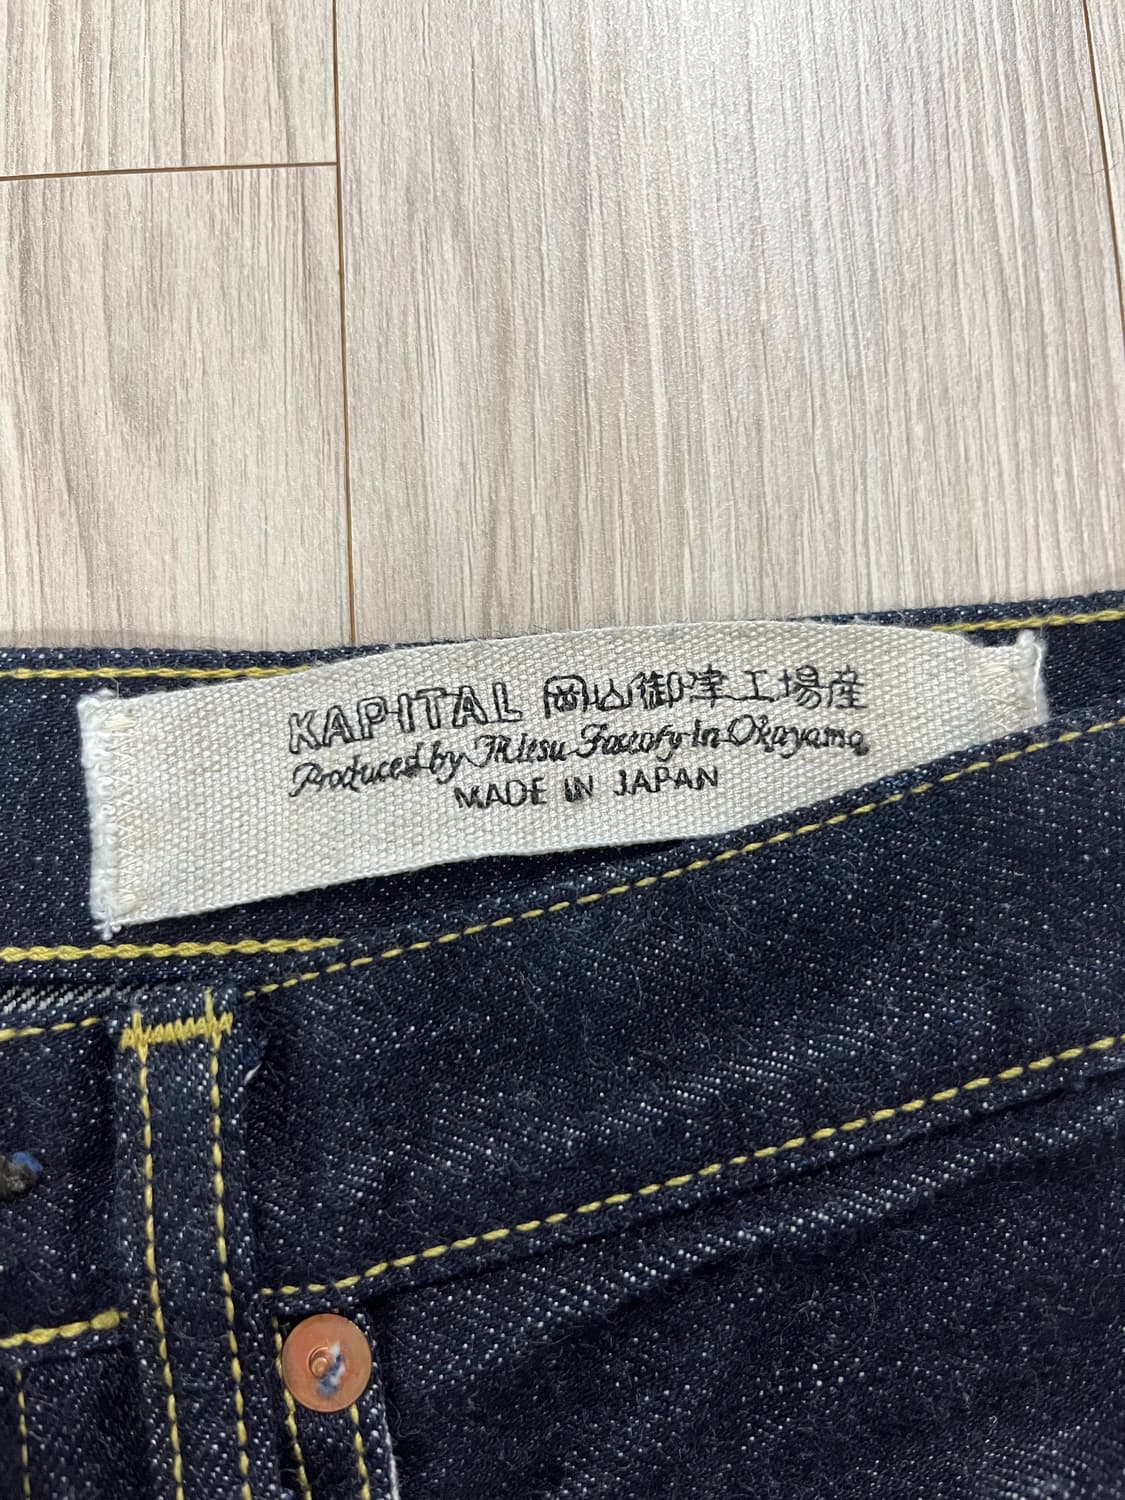 KAPITAL 岡山御津工場産
Produced by Mitsu Factory in Okayama
MADE IN JAPAN